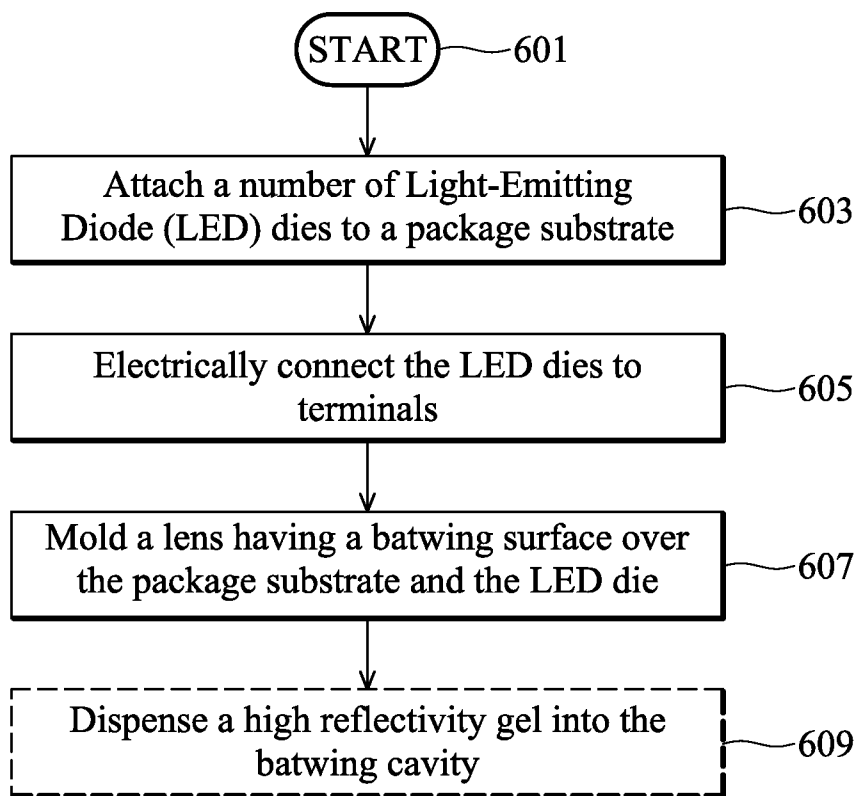 START
601
Attach a number of Light-Emitting
Diode (LED) dies to a package substrate
603
Electrically connect the LED dies to
terminals
605
Mold a lens having a batwing surface over
the package substrate and the LED die
607
Dispense a high reflectivity gel into the
batwing cavity
609